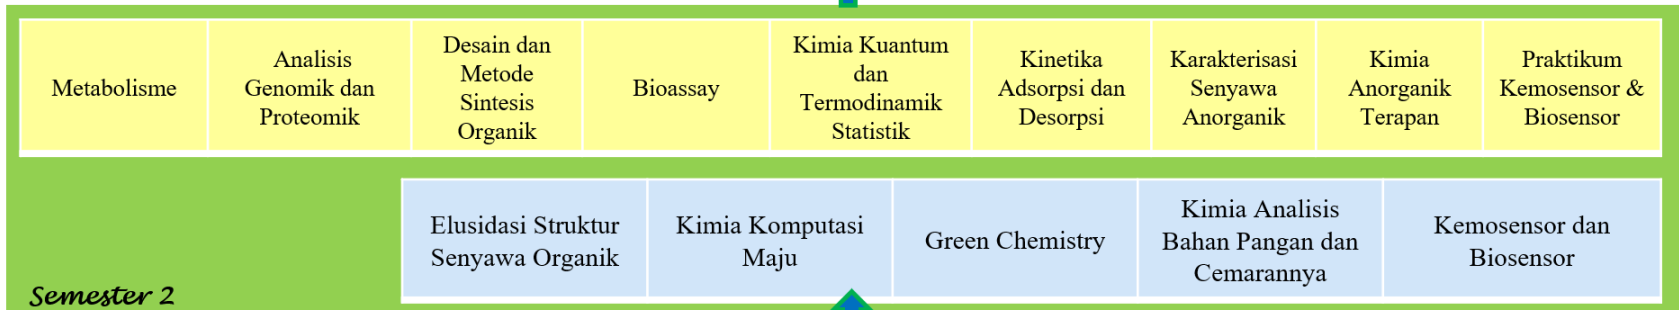 Metabolisme
Analisis
Genomik dan
Proteomik
Desain dan
Metode
Sintesis
Organik
Bioassay
Kimia Kuantum
dan
Termodinamik
Statistik
Kinetika
Adsorpsi dan
Desorpsi
Karakterisasi
Senyawa
Anorganik
Kimia
Anorganik
Terapan
Praktikum
Kemosensor &
Biosensor
Elusidasi Struktur
Senyawa Organik
Kimia Komputasi
Maju
Green Chemistry
Kimia Analisis
Bahan Pangan dan
Cemarannya
Kemosensor dan
Biosensor
Semester 2